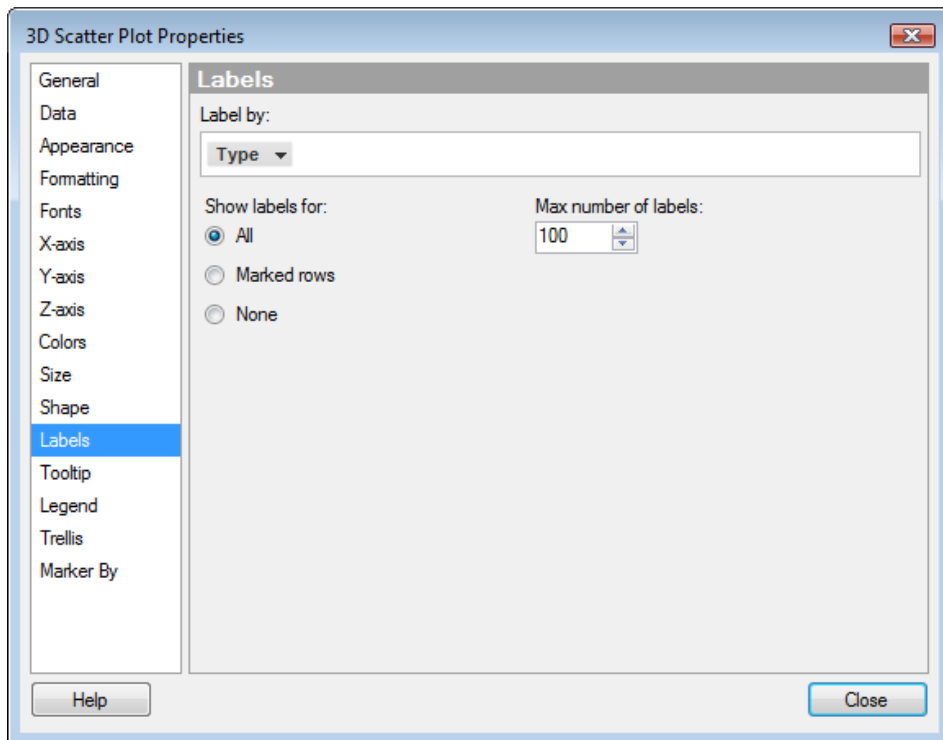 3D Scatter Plot Properties
General
Data
Appearance
Formatting
Fonts
X-axis
Y-axis
Z-axis
Colors
Size
Shape
Labels
Tooltip
Legend
Trellis
Marker By
Labels
Label by:
Type
Show labels for:
All
Marked rows
None
Max number of labels:
100
Help
Close